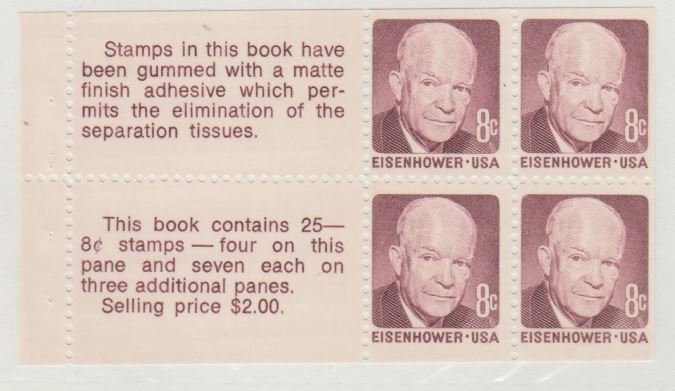 Stamps in this book have
been gummed with a matte
finish adhesive which per-
mits the elimination of the
separation tissues.
8c
EISENHOWER·USA
8c
EISENHOWER·USA
This book contains 25—
8¢ stamps — four on this
pane and seven each on
three additional panes.
Selling price $2.00.
8c
EISENHOWER·USA
8c
EISENHOWER·USA